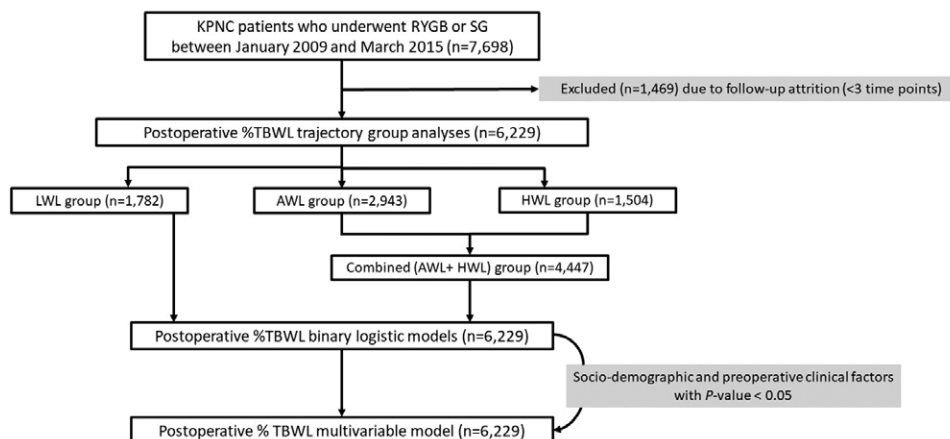 KPNC patients who underwent RYGB or SG
between January 2009 and March 2015 (n=7,698)
Excluded (n=1,469) due to follow-up attrition (<3 time points)
Postoperative %TBWL trajectory group analyses (n=6,229)
LWL group (n=1,782)
AWL group (n=2,943)
HWL group (n=1,504)
Combined (AWL+ HWL) group (n=4,447)
Postoperative %TBWL binary logistic models (n=6,229)
Socio-demographic and preoperative clinical factors
with P-value < 0.05
Postoperative % TBWL multivariable model (n=6,229)